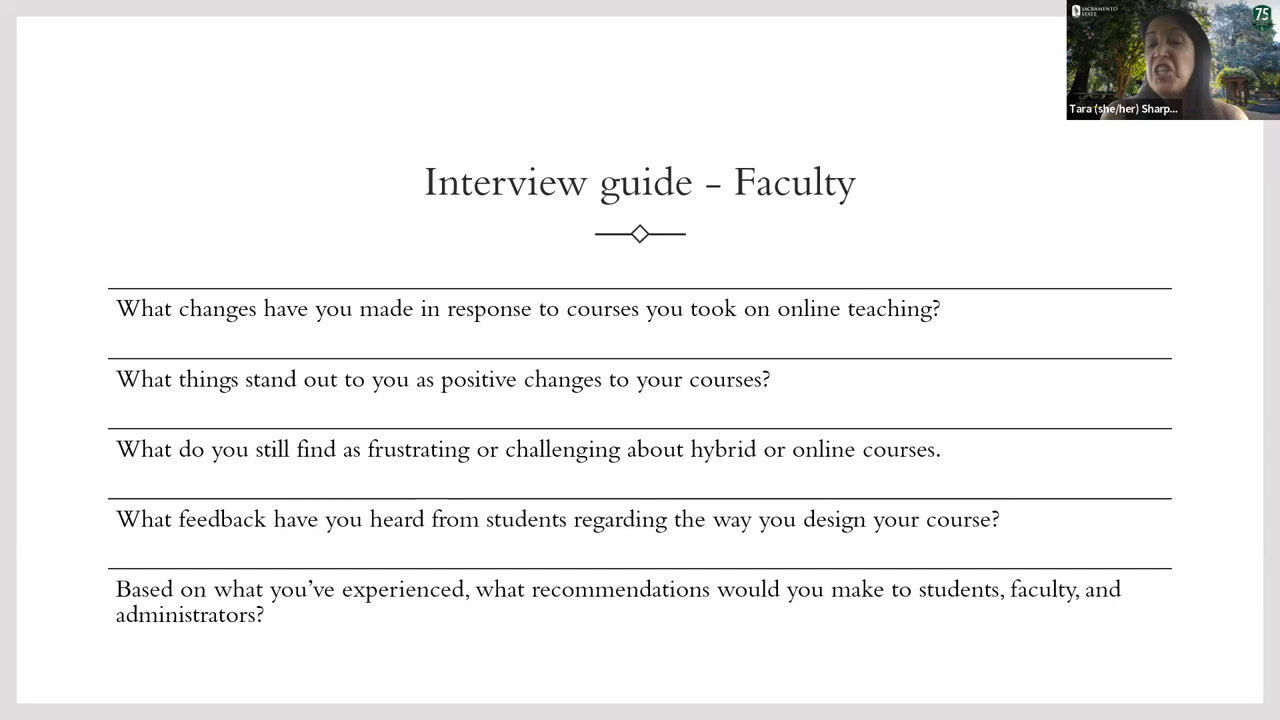 SACRAMENTO
STATE
75
Tara (she/her) Sharp...
Interview guide - Faculty
What changes have you made in response to courses you took on online teaching?
What things stand out to you as positive changes to your courses?
What do you still find as frustrating or challenging about hybrid or online courses.
What feedback have you heard from students regarding the way you design your course?
Based on what you’ve experienced, what recommendations would you make to students, faculty, and
administrators?